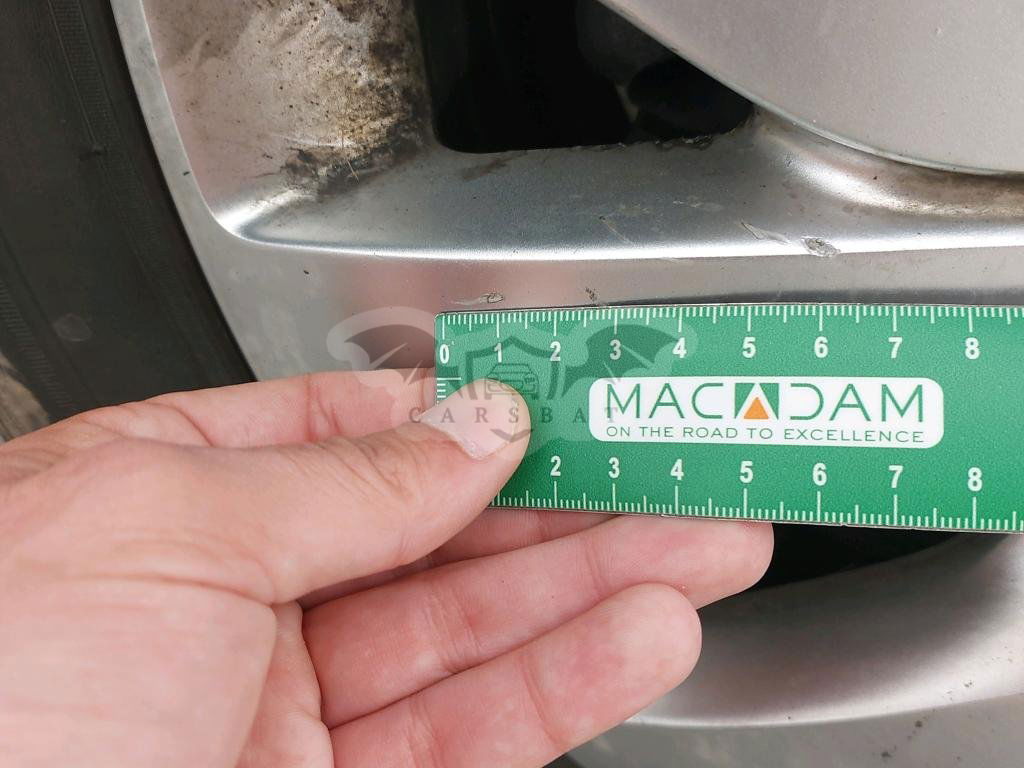 0 1 2 3 4 5 6 7 8
MACADAM
ON THE ROAD TO EXCELLENCE
CARSBAT
2 3 4 5 6 7 8